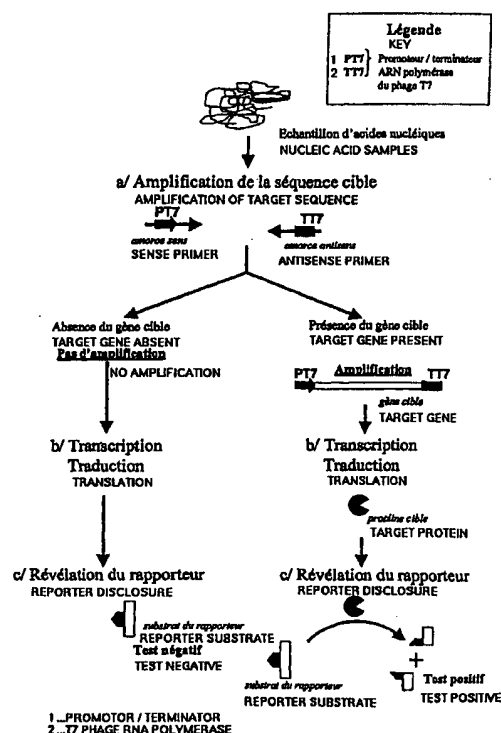 Légende
KEY
1 PT7 } Promoteur / terminateur
2 TT7 } ARN polymérase
du phage T7
Echantillon d'acides nucléiques
NUCLEIC ACID SAMPLES
a/ Amplification de la séquence cible
AMPLIFICATION OF TARGET SEQUENCE
PT7 TT7
amorce sens amorce antisens
SENSE PRIMER ANTISENSE PRIMER
Absence du gène cible Présence du gène cible
TARGET GENE ABSENT TARGET GENE PRESENT
Pas d'amplification
NO AMPLIFICATION
PT7 Amplification TT7
gène cible
TARGET GENE
b/ Transcription b/ Transcription
Traduction Traduction
TRANSLATION TRANSLATION
protéine cible
TARGET PROTEIN
c/ Révélation du rapporteur c/ Révélation du rapporteur
REPORTER DISCLOSURE REPORTER DISCLOSURE
substrat du rapporteur
REPORTER SUBSTRATE
Test négatif
TEST NEGATIVE
+
substrat du rapporteur Test positif
REPORTER SUBSTRATE TEST POSITIVE
1 ...PROMOTOR / TERMINATOR
2 ...T7 PHAGE RNA POLYMERASE